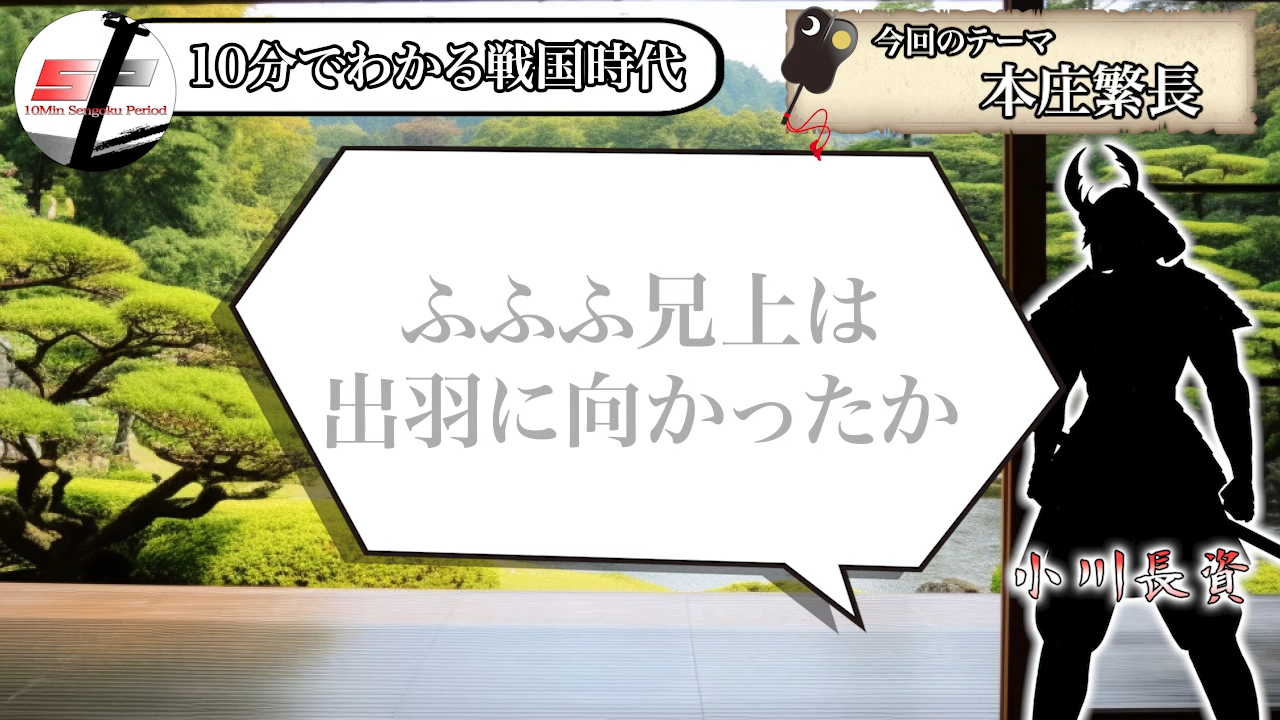 SP
10Min Sengoku Period
10分でわかる戦国時代
今回のテーマ
本庄繁長
ふふふ兄上は
出羽に向かったか
小川長資